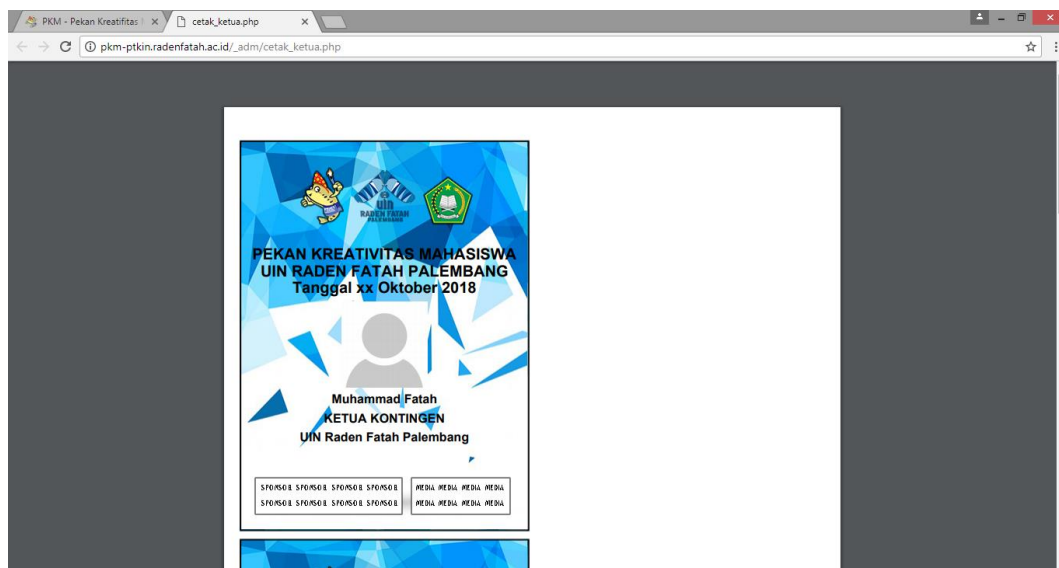 PKM - Pekan Kreatifitas
cetak_ketua.php
pkm-ptkin.radenfatah.ac.id/_adm/cetak_ketua.php
uin
RADEN FATAH
PALEMBANG
PEKAN KREATIVITAS MAHASISWA
UIN RADEN FATAH PALEMBANG
Tanggal xx Oktober 2018
Muhammad Fatah
KETUA KONTINGEN
UIN Raden Fatah Palembang
SPONSOR SPONSOR SPONSOR SPONSOR
SPONSOR SPONSOR SPONSOR SPONSOR
MEDIA MEDIA MEDIA MEDIA
MEDIA MEDIA MEDIA MEDIA